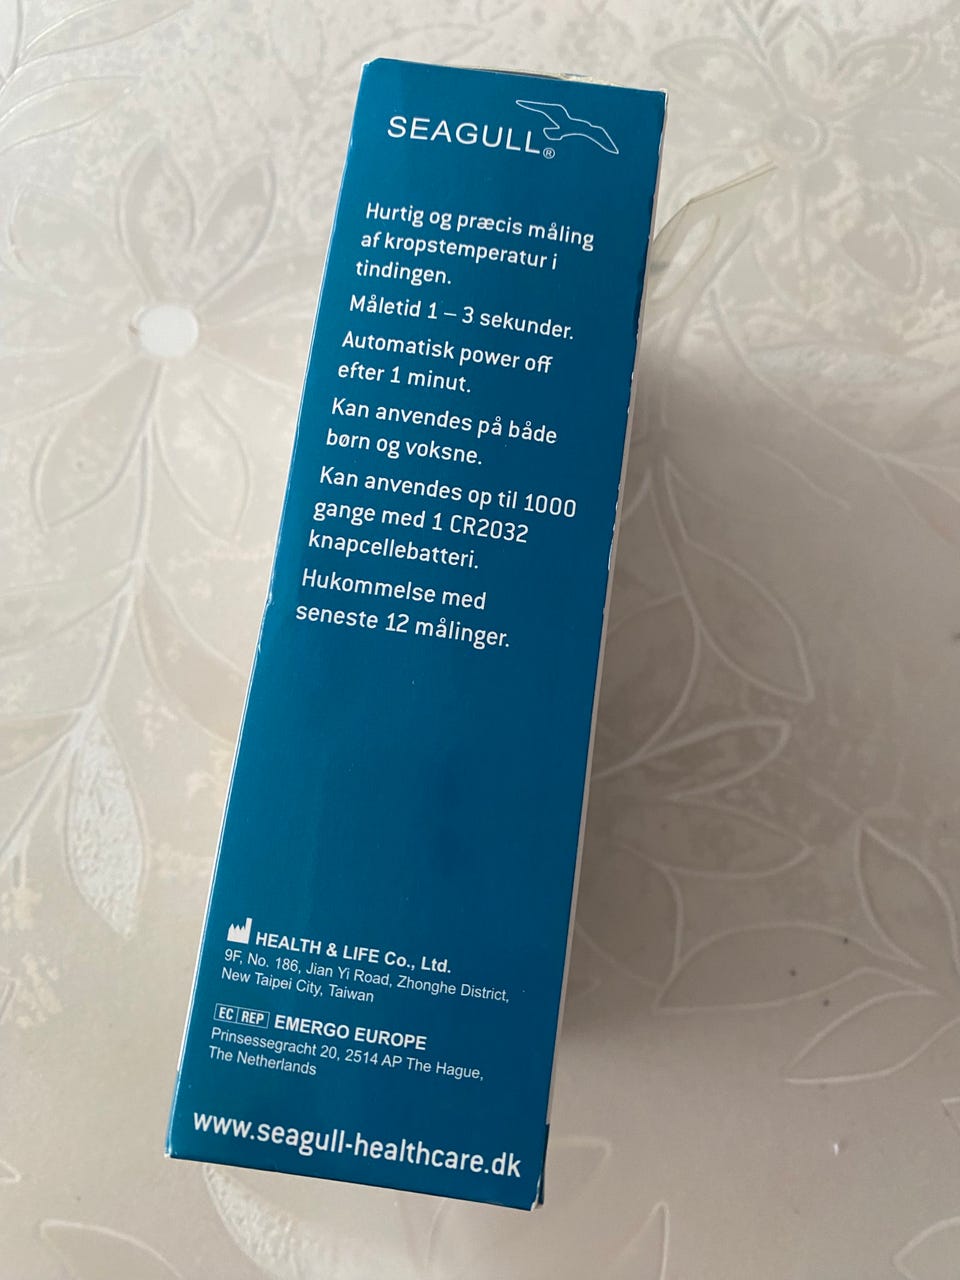 SEAGULL®
Hurtig og præcis måling
af kropstemperatur i
tindingen.
Måletid 1 – 3 sekunder.
Automatisk power off
efter 1 minut.
Kan anvendes på både
børn og voksne.
Kan anvendes op til 1000
gange med 1 CR2032
knapcellebatteri.
Hukommelse med
seneste 12 målinger.
HEALTH & LIFE Co., Ltd.
9F, No. 186, Jian Yi Road, Zhonghe District,
New Taipei City, Taiwan
EC REP EMERGO EUROPE
Prinsessegracht 20, 2514 AP The Hague,
The Netherlands
www.seagull-healthcare.dk